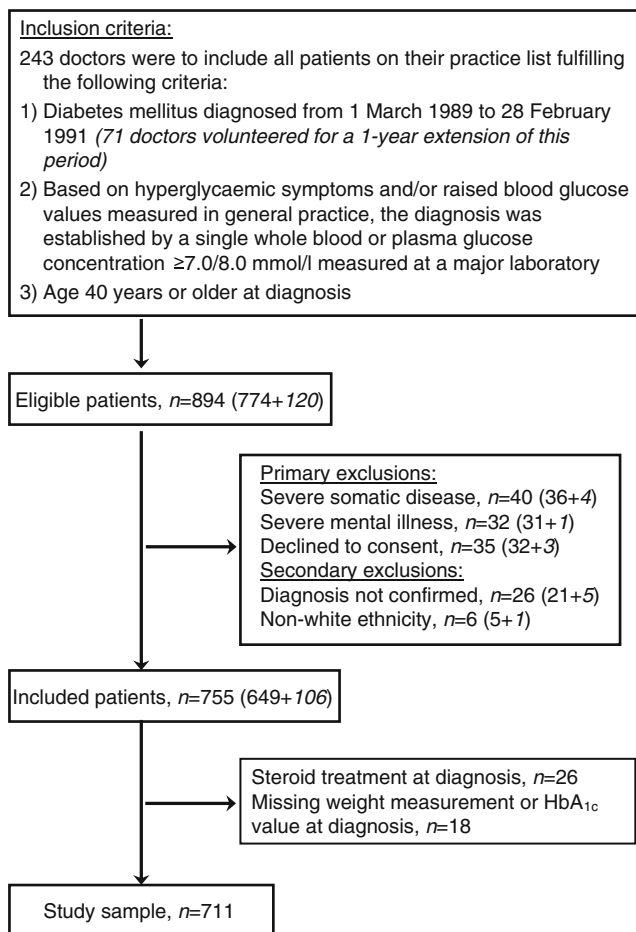 Inclusion criteria:
243 doctors were to include all patients on their practice list fulfilling
the following criteria:
1) Diabetes mellitus diagnosed from 1 March 1989 to 28 February
1991 (71 doctors volunteered for a 1-year extension of this
period)
2) Based on hyperglycaemic symptoms and/or raised blood glucose
values measured in general practice, the diagnosis was
established by a single whole blood or plasma glucose
concentration ≥7.0/8.0 mmol/l measured at a major laboratory
3) Age 40 years or older at diagnosis
Eligible patients, n=894 (774+120)
Primary exclusions:
Severe somatic disease, n=40 (36+4)
Severe mental illness, n=32 (31+1)
Declined to consent, n=35 (32+3)
Secondary exclusions:
Diagnosis not confirmed, n=26 (21+5)
Non-white ethnicity, n=6 (5+1)
Included patients, n=755 (649+106)
Steroid treatment at diagnosis, n=26
Missing weight measurement or HbA1c
value at diagnosis, n=18
Study sample, n=711